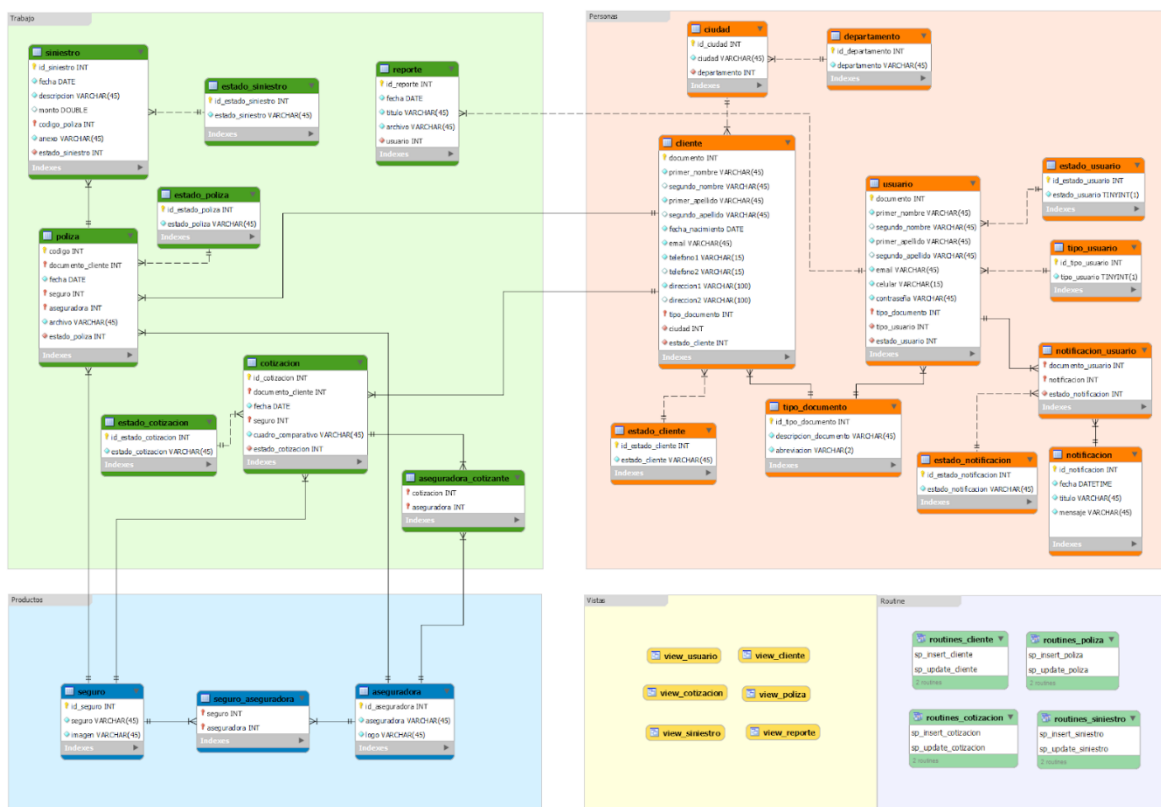 Trabajo
siniestro
id_siniestro INT
fecha DATE
descripcion VARCHAR(45)
monto DOUBLE
codigo_poliza INT
anexo VARCHAR(45)
estado_siniestro INT
Indexes
estado_siniestro
id_estado_siniestro INT
estado_siniestro VARCHAR(45)
Indexes
reporte
id_reporte INT
fecha DATE
titulo VARCHAR(45)
archivo VARCHAR(45)
usuario INT
Indexes
estado_poliza
id_estado_poliza INT
estado_poliza VARCHAR(45)
Indexes
poliza
codigo INT
documento_cliente INT
fecha DATE
seguro INT
aseguradora INT
archivo VARCHAR(45)
estado_poliza INT
Indexes
cotizacion
id_cotizacion INT
documento_cliente INT
fecha DATE
seguro INT
cuadro_comparativo VARCHAR(45)
estado_cotizacion INT
Indexes
estado_cotizacion
id_estado_cotizacion INT
estado_cotizacion VARCHAR(45)
Indexes
aseguradora_cotizante
cotizacion INT
aseguradora INT
Indexes
Personas
ciudad
id_ciudad INT
ciudad VARCHAR(45)
departamento INT
Indexes
departamento
id_departamento INT
departamento VARCHAR(45)
Indexes
cliente
documento INT
primer_nombre VARCHAR(45)
segundo_nombre VARCHAR(45)
primer_apellido VARCHAR(45)
segundo_apellido VARCHAR(45)
fecha_nacimiento DATE
email VARCHAR(45)
telefono1 VARCHAR(15)
telefono2 VARCHAR(15)
direccion1 VARCHAR(100)
direccion2 VARCHAR(100)
tipo_documento INT
ciudad INT
estado_cliente INT
Indexes
usuario
documento INT
primer_nombre VARCHAR(45)
segundo_nombre VARCHAR(45)
primer_apellido VARCHAR(45)
segundo_apellido VARCHAR(45)
email VARCHAR(45)
celular VARCHAR(15)
contraseña VARCHAR(45)
tipo_documento INT
tipo_usuario INT
estado_usuario INT
Indexes
estado_usuario
id_estado_usuario INT
estado_usuario TINYINT(1)
Indexes
tipo_usuario
id_tipo_usuario INT
tipo_usuario TINYINT(1)
Indexes
notificacion_usuario
documento_usuario INT
notificacion INT
estado_notificacion INT
Indexes
tipo_documento
id_tipo_documento INT
descripcion_documento VARCHAR(45)
abreviacion VARCHAR(2)
Indexes
estado_cliente
id_estado_cliente INT
estado_cliente VARCHAR(45)
Indexes
estado_notificacion
id_estado_notificacion INT
estado_notificacion VARCHAR(45)
Indexes
notificacion
id_notificacion INT
fecha DATETIME
titulo VARCHAR(45)
mensaje VARCHAR(45)
Indexes
Productos
seguro
id_seguro INT
seguro VARCHAR(45)
imagen VARCHAR(45)
Indexes
seguro_aseguradora
seguro INT
aseguradora INT
Indexes
aseguradora
id_aseguradora INT
aseguradora VARCHAR(45)
logo VARCHAR(45)
Indexes
Vistas
view_usuario
view_cliente
view_cotizacion
view_poliza
view_siniestro
view_reporte
Routine
routines_cliente
sp_insert_cliente
sp_update_cliente
2 routines
routines_poliza
sp_insert_poliza
sp_update_poliza
2 routines
routines_cotizacion
sp_insert_cotizacion
sp_update_cotizacion
2 routines
routines_siniestro
sp_insert_siniestro
sp_update_siniestro
2 routines